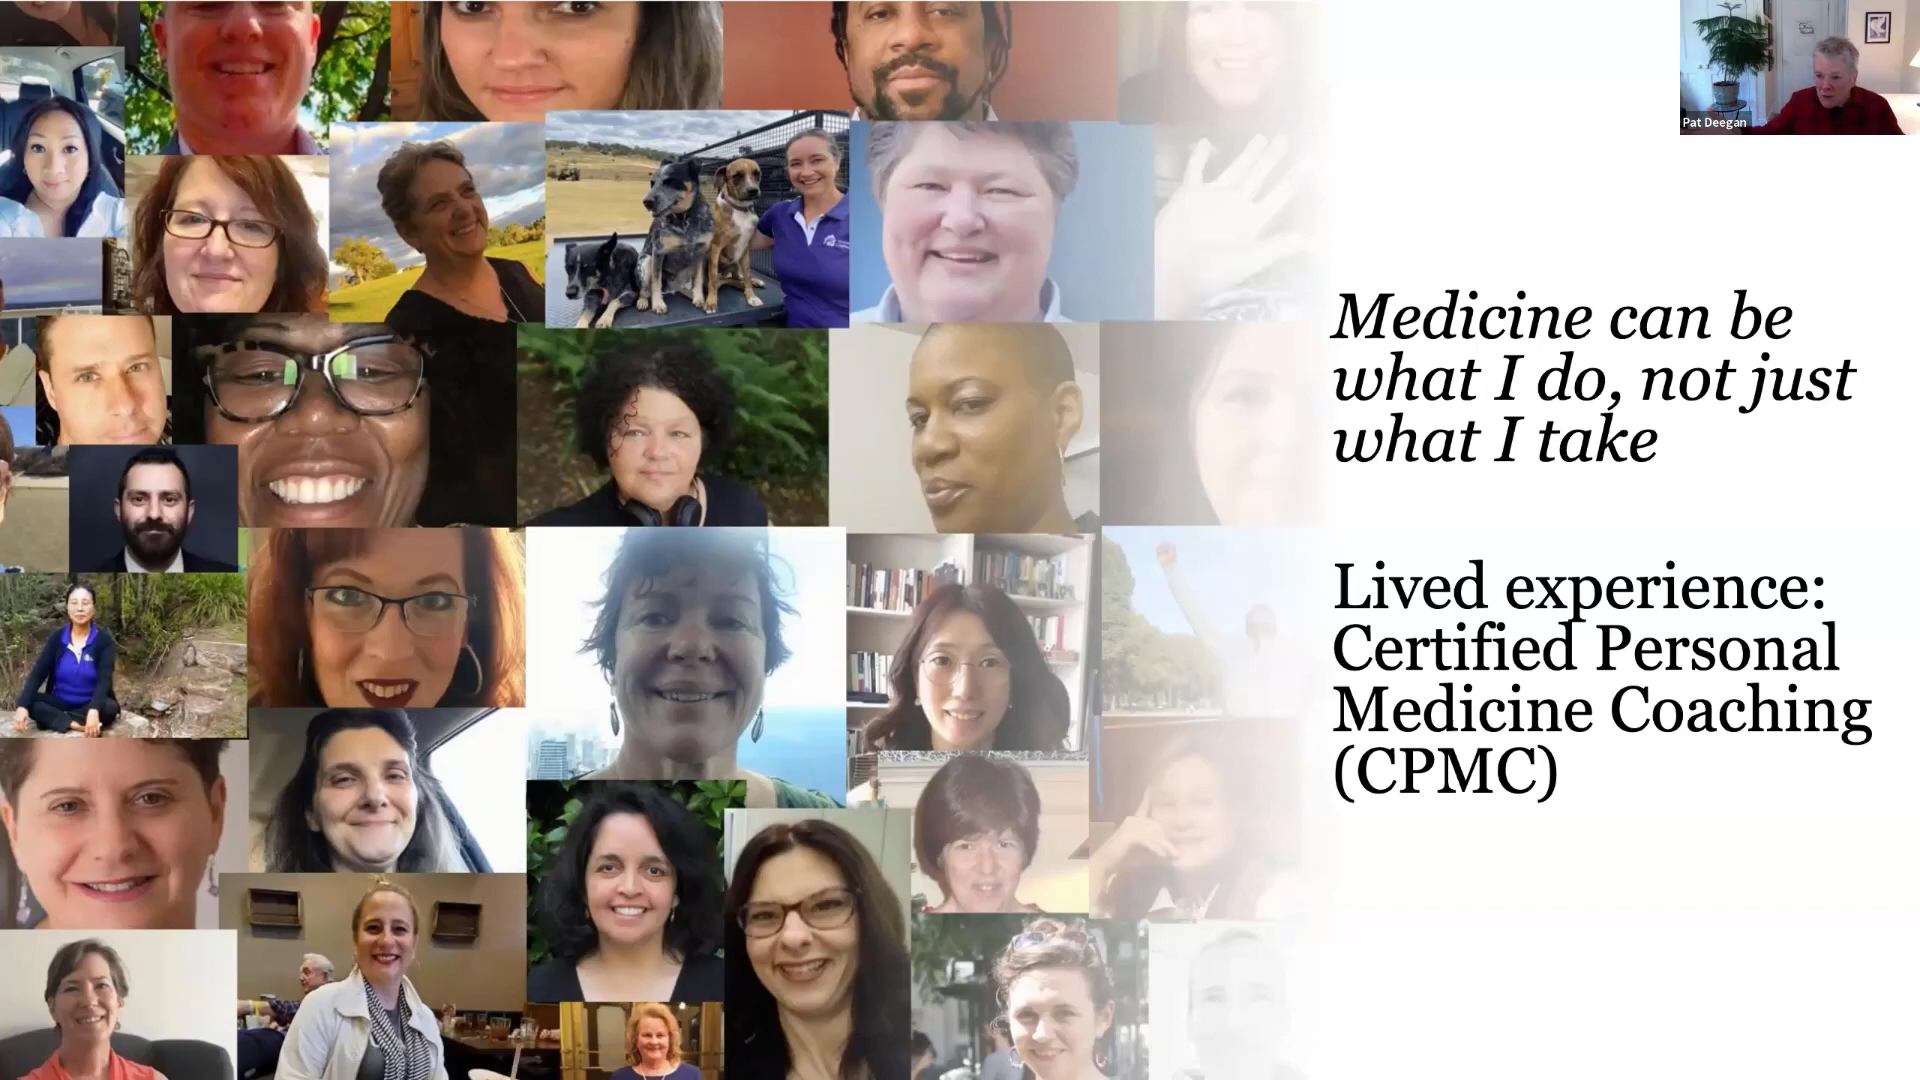 Pat Deegan
Medicine can be
what I do, not just
what I take
Lived experience:
Certified Personal
Medicine Coaching
(CPMC)